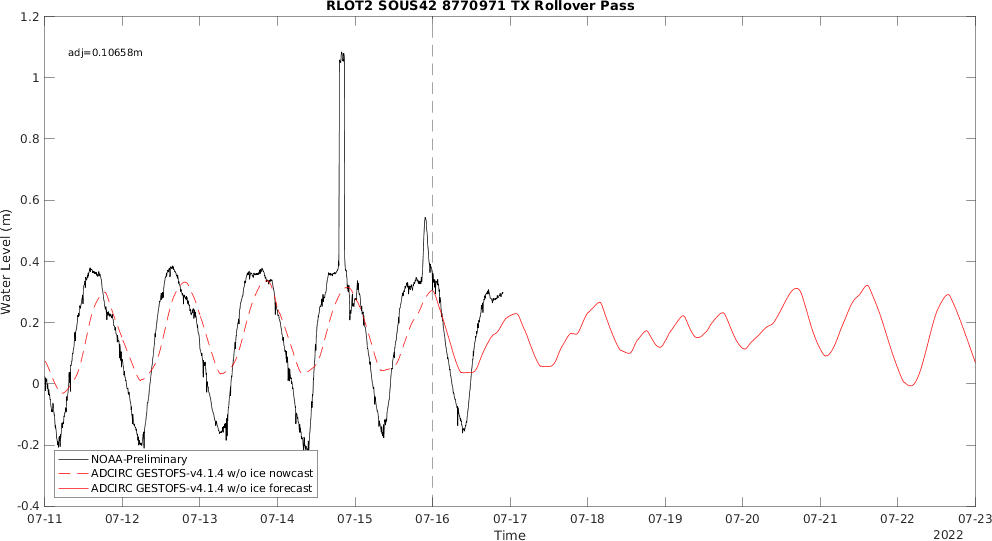 RLOT2 SOUS42 8770971 TX Rollover Pass
1.2
adj=0.10658m
1
0.8
0.6
0.4
0.2
0
-0.2
-0.4
Water Level (m)
NOAA-Preliminary
ADCIRC GESTOFS-v4.1.4 w/o ice nowcast
ADCIRC GESTOFS-v4.1.4 w/o ice forecast
07-11 07-12 07-13 07-14 07-15 07-16 07-17 07-18 07-19 07-20 07-21 07-22 07-23
Time
2022